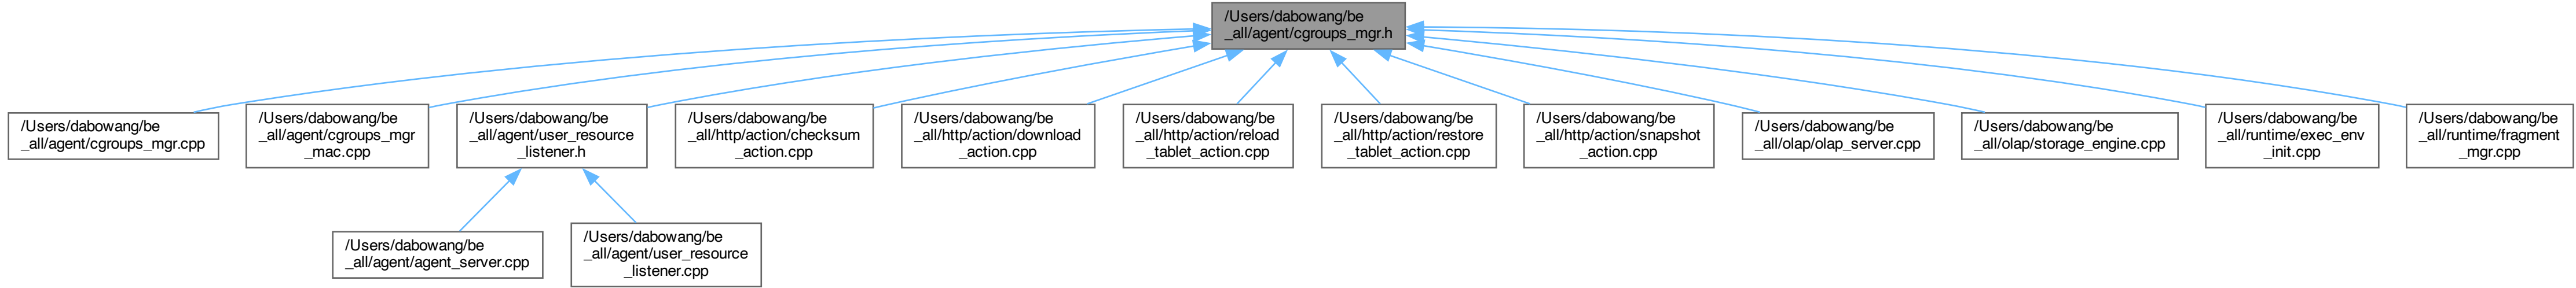 /Users/dabowang/be
_all/agent/cgroups_mgr.h
/Users/dabowang/be
_all/agent/cgroups_mgr.cpp
/Users/dabowang/be
_all/agent/cgroups_mgr
_mac.cpp
/Users/dabowang/be
_all/agent/user_resource
_listener.h
/Users/dabowang/be
_all/http/action/checksum
_action.cpp
/Users/dabowang/be
_all/http/action/download
_action.cpp
/Users/dabowang/be
_all/http/action/reload
_tablet_action.cpp
/Users/dabowang/be
_all/http/action/restore
_tablet_action.cpp
/Users/dabowang/be
_all/http/action/snapshot
_action.cpp
/Users/dabowang/be
_all/olap/olap_server.cpp
/Users/dabowang/be
_all/olap/storage_engine.cpp
/Users/dabowang/be
_all/runtime/exec_env
_init.cpp
/Users/dabowang/be
_all/runtime/fragment
_mgr.cpp
/Users/dabowang/be
_all/agent/agent_server.cpp
/Users/dabowang/be
_all/agent/user_resource
_listener.cpp